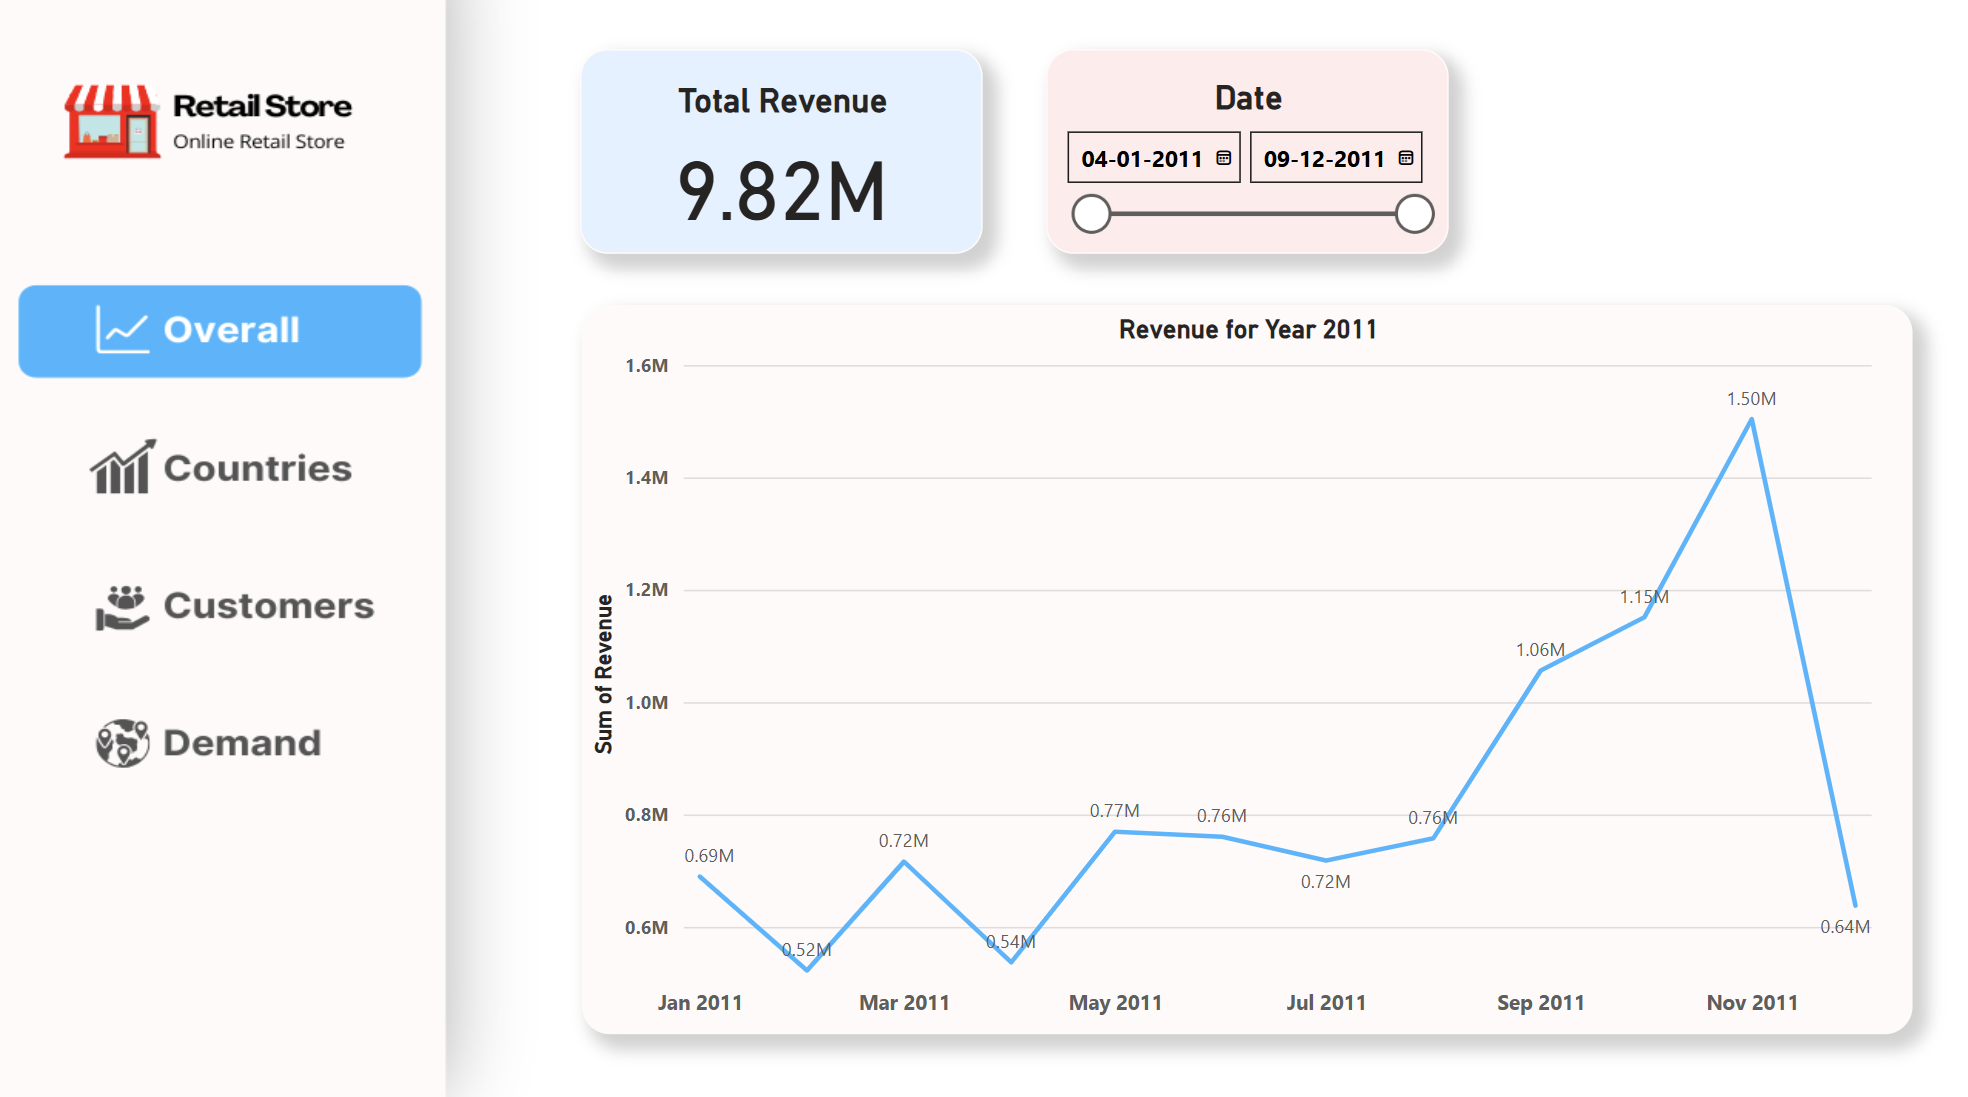 Retail Store
Online Retail Store
Overall
Countries
Customers
Demand
Total Revenue
9.82M
Date
04-01-2011 09-12-2011
Revenue for Year 2011
Sum of Revenue
1.6M
1.4M
1.2M
1.0M
0.8M
0.6M
0.69M
0.52M
0.72M
0.54M
0.77M
0.76M
0.72M
0.76M
1.06M
1.15M
1.50M
0.64M
Jan 2011 Mar 2011 May 2011 Jul 2011 Sep 2011 Nov 2011